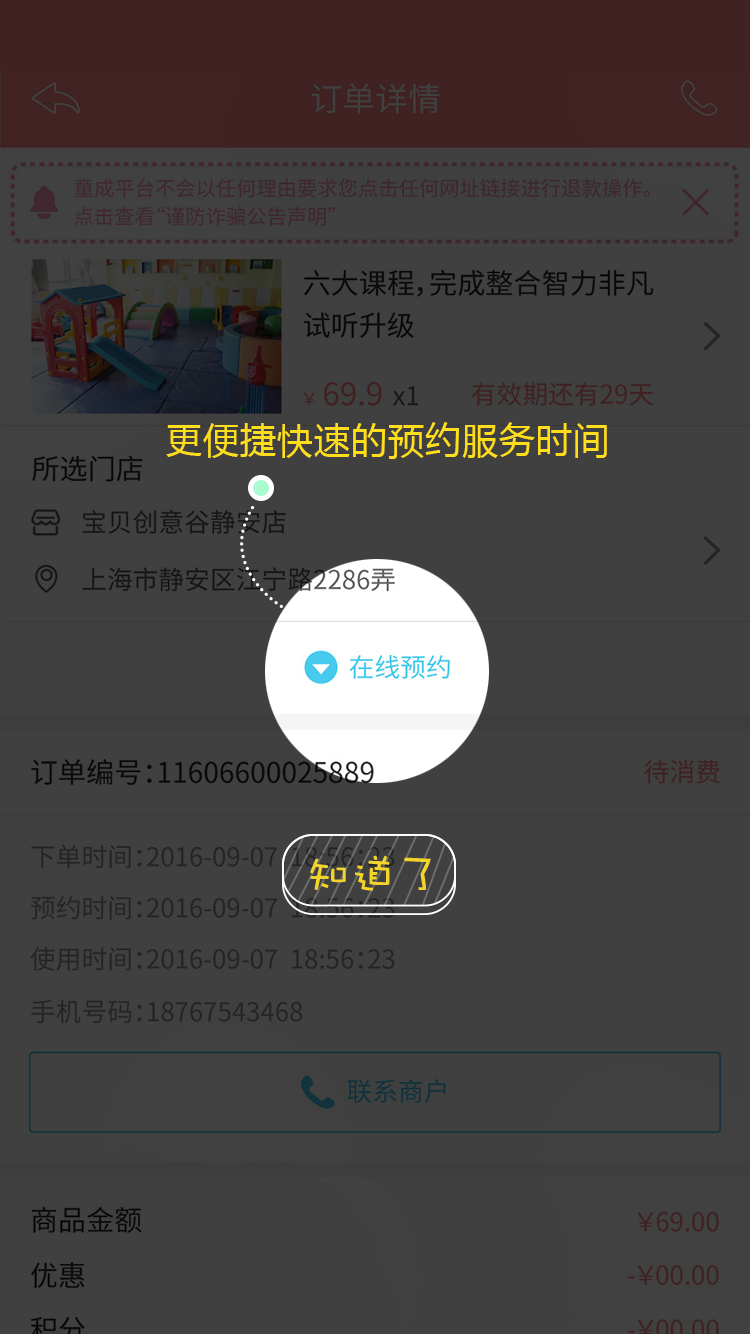 订单详情
童成平台不会以任何理由要求您点击任何网址链接进行退款操作。
点击查看“谨防诈骗公告声明”
六大课程，完成整合智力非凡
试听升级
¥ 69.9 x1 有效期还有29天
更便捷快速的预约服务时间
所选门店
宝贝创意谷静安店
上海市静安区江宁路2286弄
在线预约
订单编号：11606600025889 待消费
下单时间：2016-09-07 18:56:23
知道了
预约时间：2016-09-07 18:56:23
使用时间：2016-09-07 18:56：23
手机号码：18767543468
联系商户
商品金额 ¥69.00
优惠 -¥00.00
积分 -¥00.00